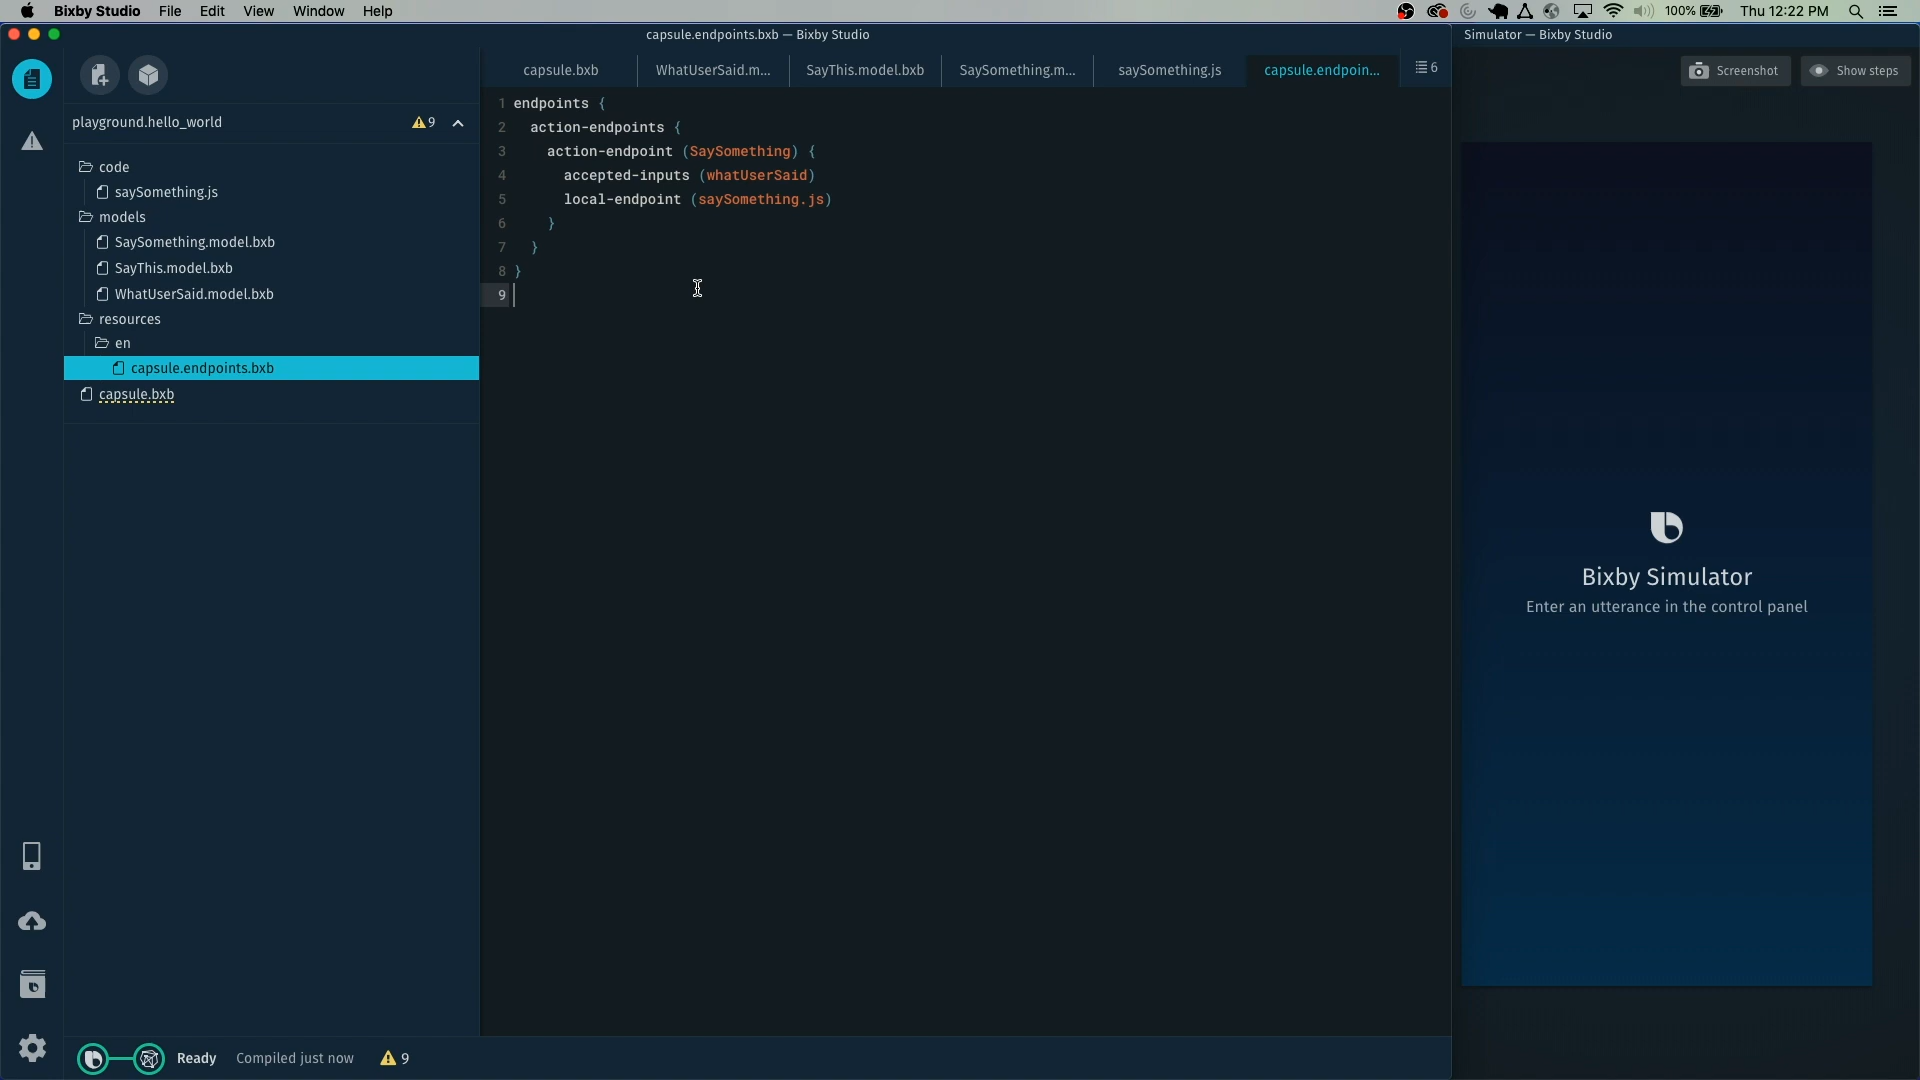 Bixby Studio File Edit View Window Help
100% Thu 12:22 PM
capsule.endpoints.bxb — Bixby Studio
Simulator — Bixby Studio
capsule.bxb
WhatUserSaid.m...
SayThis.model.bxb
SaySomething.m...
saySomething.js
capsule.endpoin...
6
Screenshot
Show steps
playground.hello_world
9
code
saySomething.js
models
SaySomething.model.bxb
SayThis.model.bxb
WhatUserSaid.model.bxb
resources
en
capsule.endpoints.bxb
capsule.bxb
1 endpoints {
2 action-endpoints {
3 action-endpoint (SaySomething) {
4 accepted-inputs (whatUserSaid)
5 local-endpoint (saySomething.js)
6 }
7 }
8 }
9
Bixby Simulator
Enter an utterance in the control panel
Ready Compiled just now 9